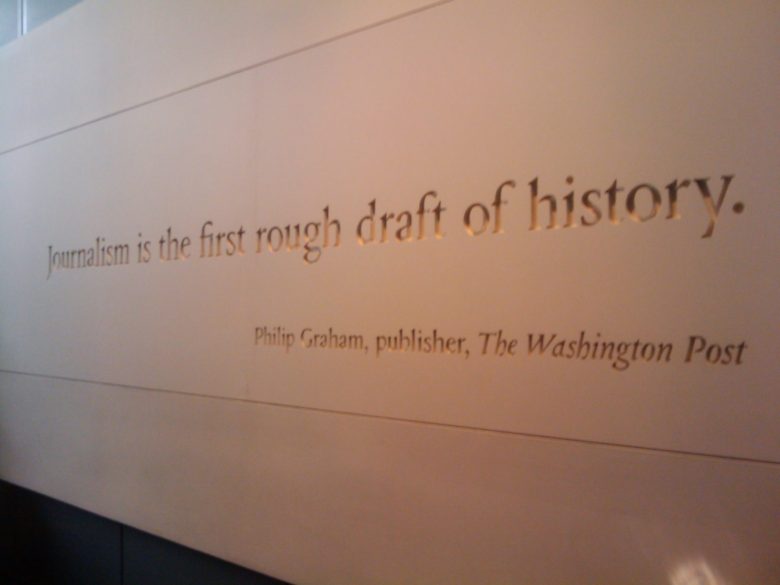 Journalism is the first rough draft of history.
Philip Graham, publisher, The Washington Post